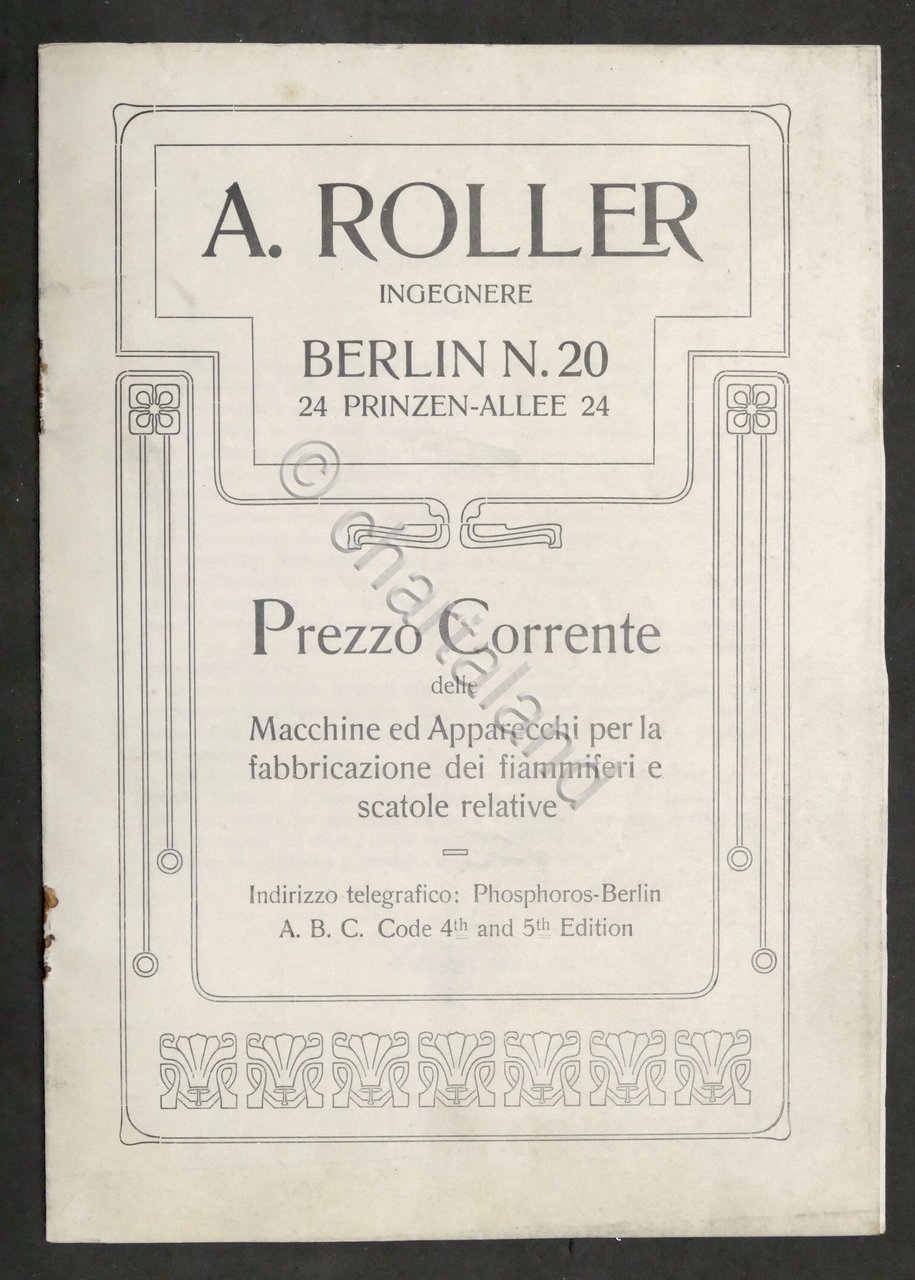 A. ROLLER
INGEGNERE
BERLIN N. 20
24 PRINZEN-ALLEE 24
Prezzo Corrente
delle
Macchine ed Apparecchi per la
fabbricazione dei fiammiferi e
scatole relative
Indirizzo telegrafico: Phosphoros-Berlin
A. B. C. Code 4th and 5th Edition
© chartaland